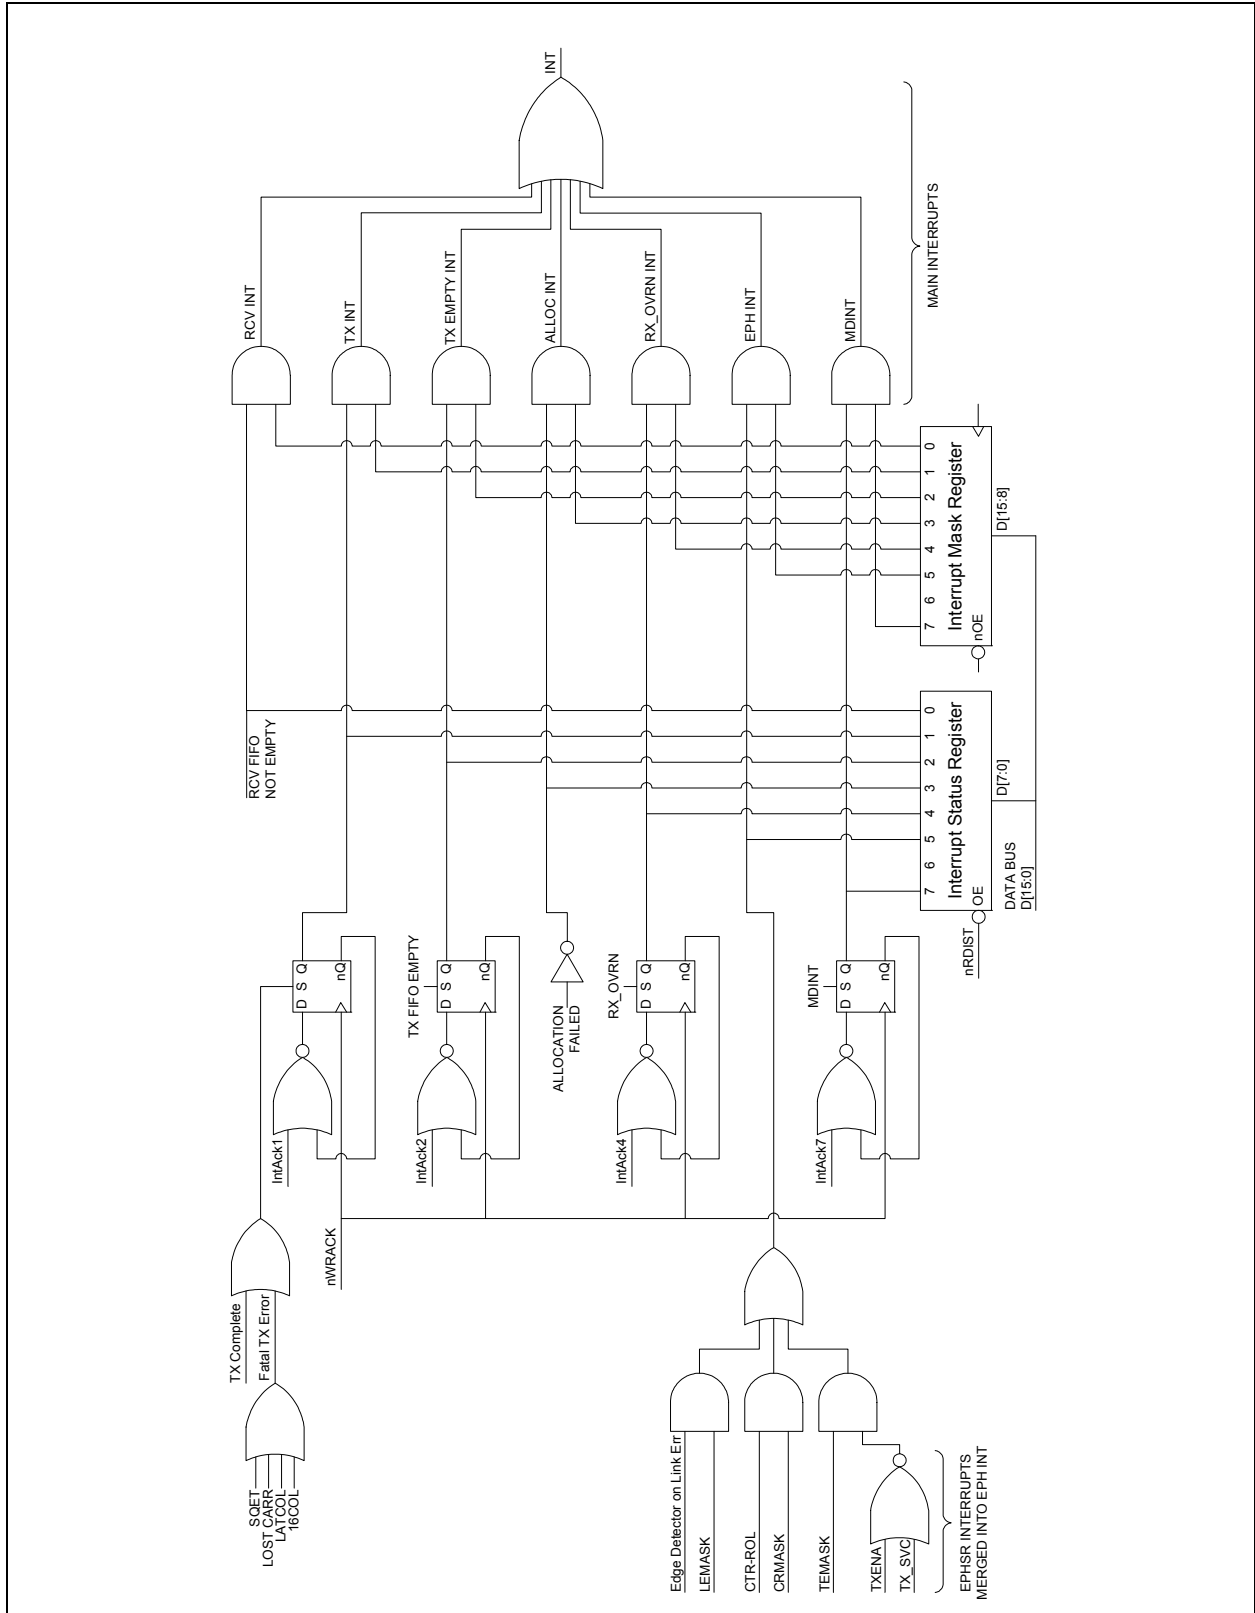 INT
RCV INT
TX INT
TX EMPTY INT
ALLOC INT
RX_OVRN INT
EPH INT
MDINT
MAIN INTERRUPTS
0
1
2
3
4
5
6
7
Interrupt Mask Register
nOE
D[15:8]
RCV FIFO
NOT EMPTY
0
1
2
3
4
5
6
7
Interrupt Status Register
OE
D[7:0]
DATA BUS
D[15:0]
nRDIST
D S Q
nQ
TX FIFO EMPTY
D S Q
nQ
ALLOCATION
FAILED
RX_OVRN
D S Q
nQ
MDINT
D S Q
nQ
IntAck1
IntAck2
IntAck4
IntAck7
nWRACK
TX Complete
Fatal TX Error
SQET
LOST CARR
LATCOL
16COL
Edge Detector on Link Err
LEMASK
CTR-ROL
CRMASK
TEMASK
TXENA
TX_SVC
EPHSR INTERRUPTS
MERGED INTO EPH INT